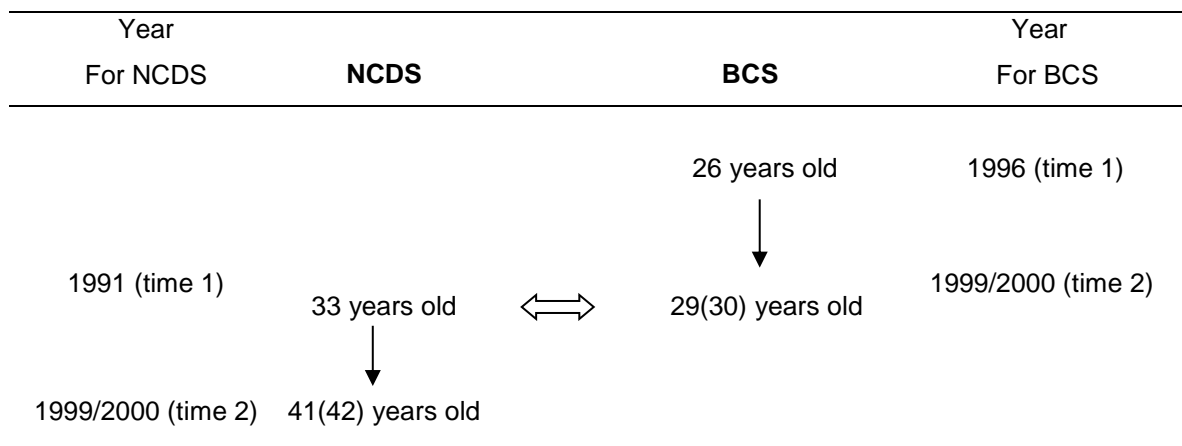 Year Year
For NCDS NCDS BCS For BCS
26 years old 1996 (time 1)
1991 (time 1) 1999/2000 (time 2)
33 years old 29(30) years old
1999/2000 (time 2) 41(42) years old